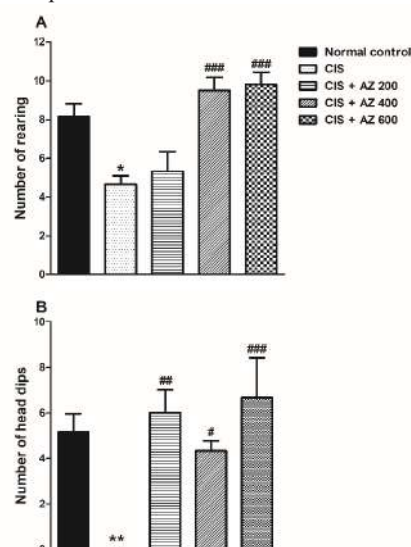 A
Number of rearing
12
10
8
6
4
2
0
*
###
###
Normal control
CIS
CIS + AZ 200
CIS + AZ 400
CIS + AZ 600
B
Number of head dips
10
8
6
4
2
**
##
#
###